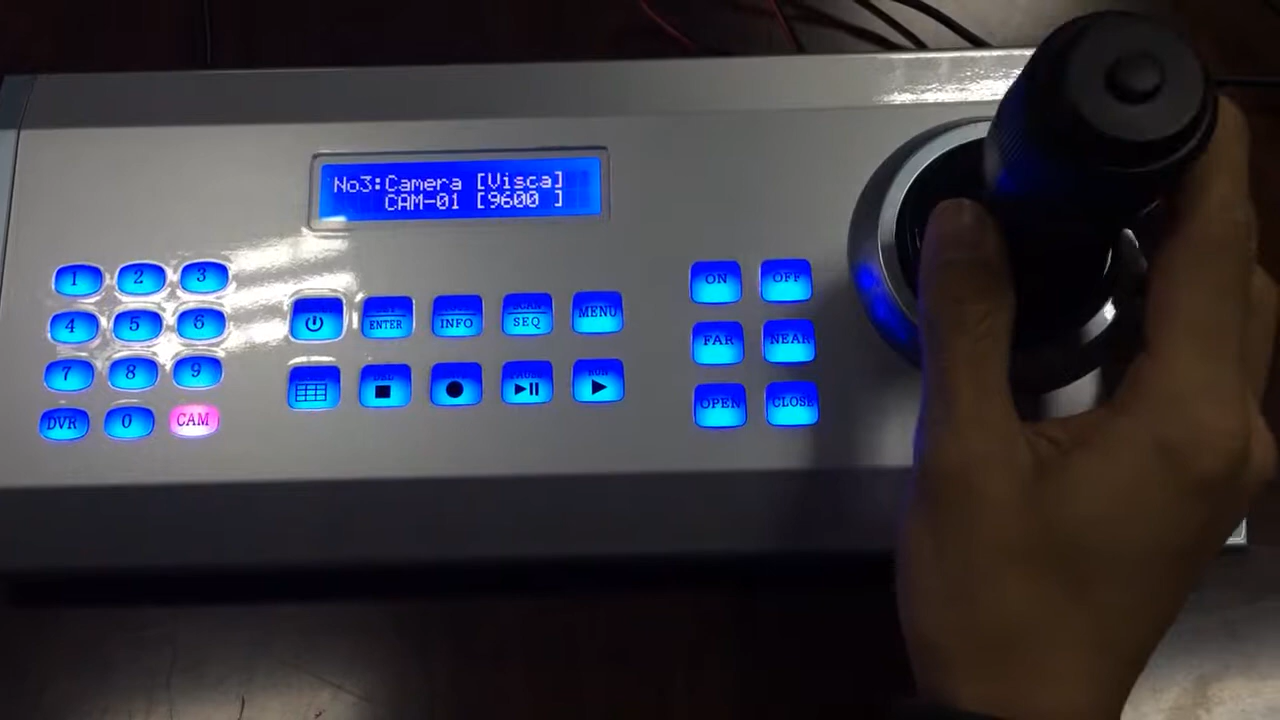 No3:Camera [Visca]
CAM-01 [9600 ]
1 2 3
4 5 6
7 8 9
DVR 0 CAM
ENTER
INFO
SEQ
MENU
ON OFF
FAR NEAR
OPEN CLOSE